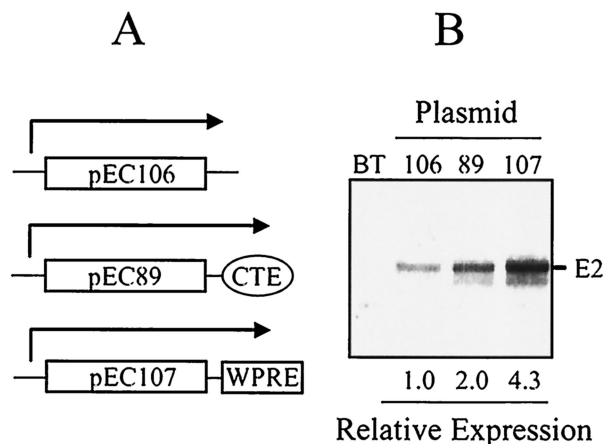 A
B
pEC106
pEC89
CTE
pEC107
WPRE
Plasmid
BT 106 89 107
E2
1.0 2.0 4.3
Relative Expression